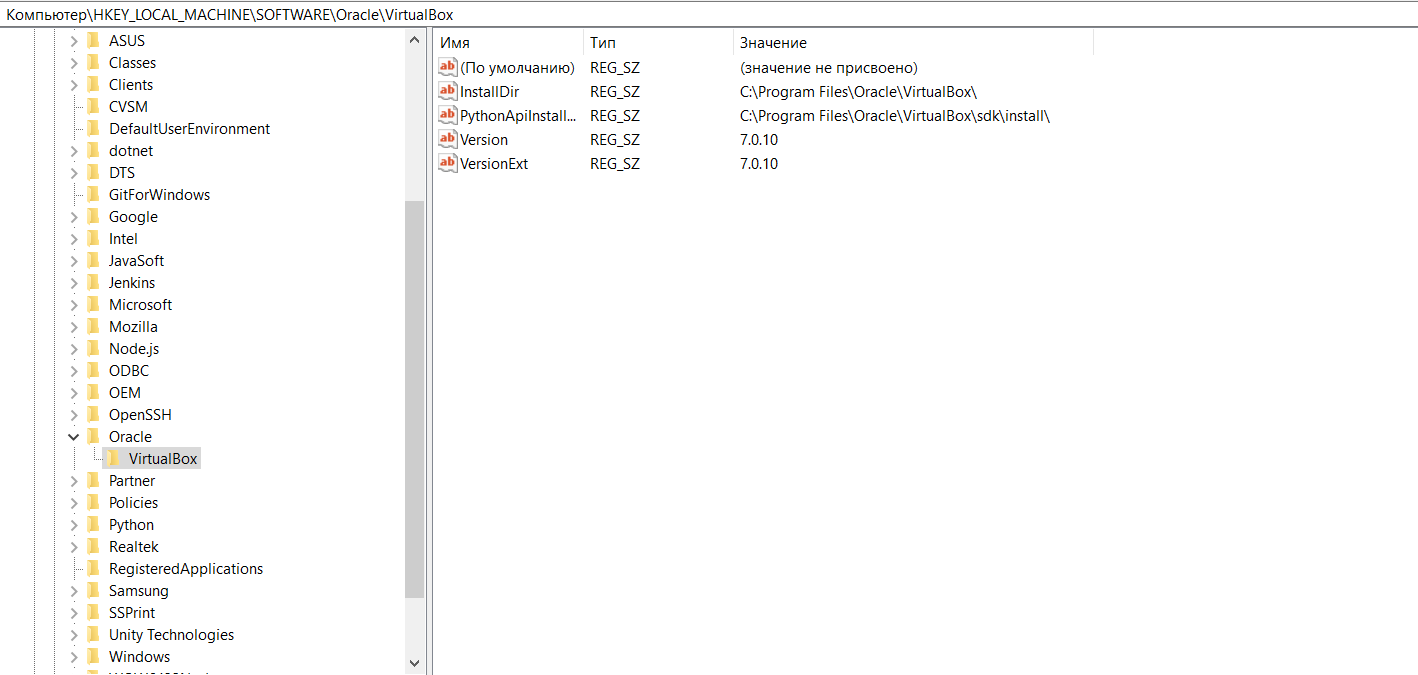 Компьютер\HKEY_LOCAL_MACHINE\SOFTWARE\Oracle\VirtualBox
ASUS
Classes
Clients
CVSM
DefaultUserEnvironment
dotnet
DTS
GitForWindows
Google
Intel
JavaSoft
Jenkins
Microsoft
Mozilla
Node.js
ODBC
OEM
OpenSSH
Oracle
VirtualBox
Partner
Policies
Python
Realtek
RegisteredApplications
Samsung
SSPrint
Unity Technologies
Windows
Имя Тип Значение
(По умолчанию) REG_SZ (значение не присвоено)
InstallDir REG_SZ C:\Program Files\Oracle\VirtualBox\
PythonApiInstall... REG_SZ C:\Program Files\Oracle\VirtualBox\sdk\install\
Version REG_SZ 7.0.10
VersionExt REG_SZ 7.0.10